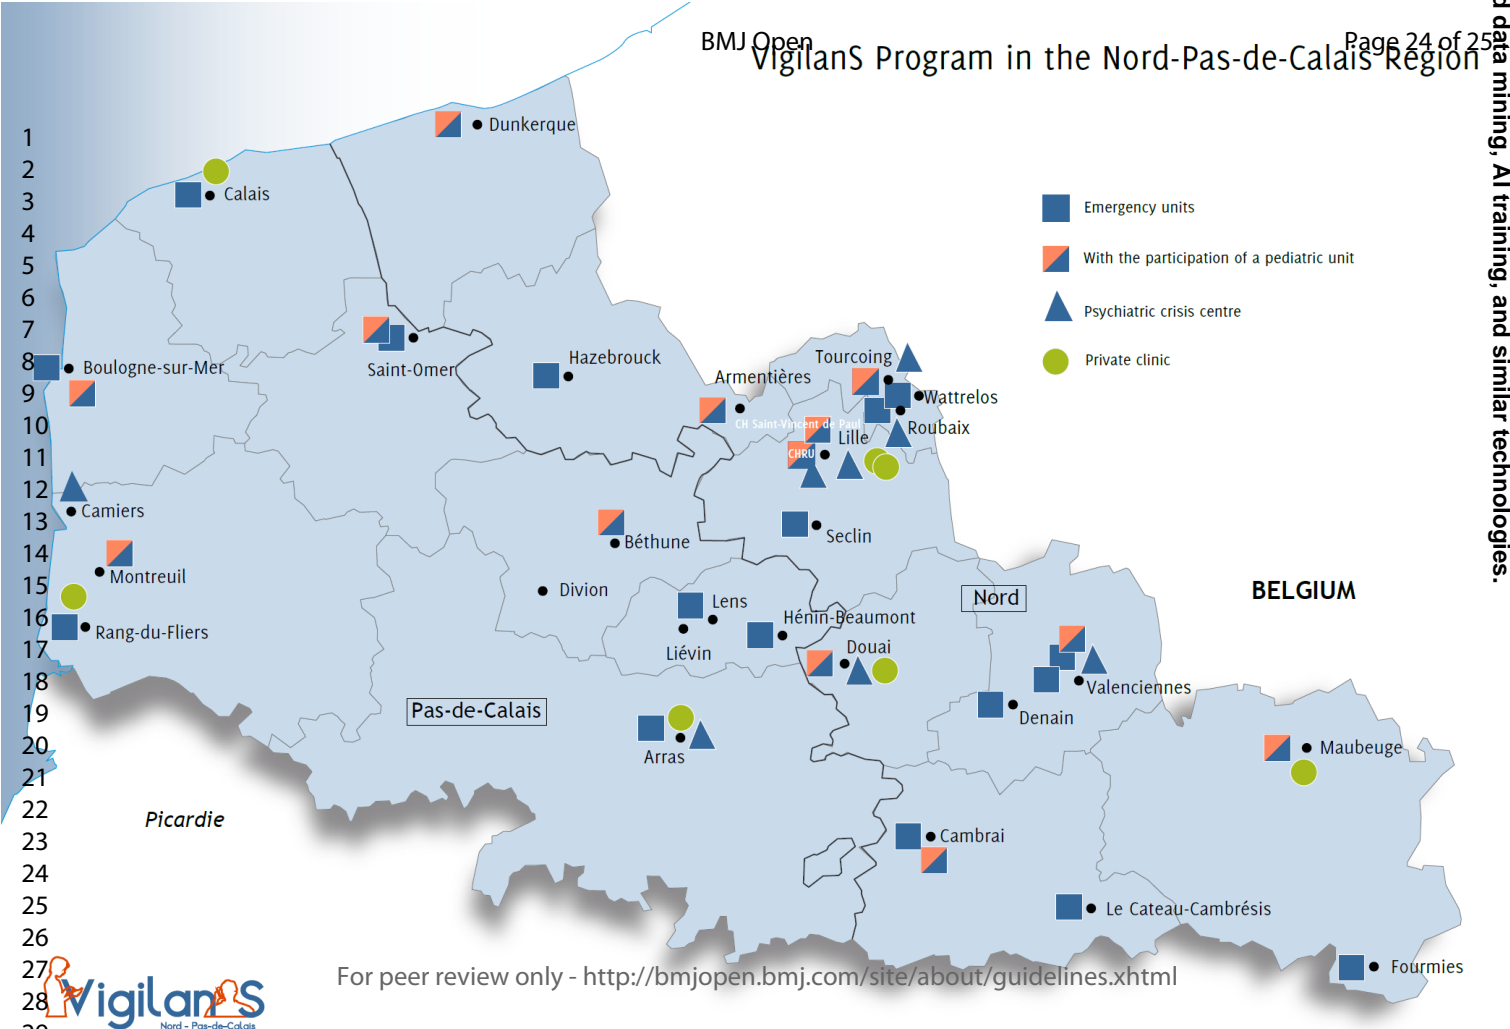 BMJ Open
Page 24 of 25
VigilanS Program in the Nord-Pas-de-Calais Region
d data mining, AI training, and similar technologies.
1
2
3
4
5
6
7
8
9
10
11
12
13
14
15
16
17
18
19
20
21
22
23
24
25
26
27
28
Dunkerque
Calais
Emergency units
With the participation of a pediatric unit
Psychiatric crisis centre
Private clinic
Saint-Omer
Boulogne-sur-Mer
Hazebrouck
Armentières
Tourcoing
Wattrelos
Roubaix
CH Saint-Vincent de Paul
Lille
CHRU
Camiers
Seclin
Béthune
Montreuil
Divion
Rang-du-Fliers
Lens
Liévin
Hénin-Beaumont
Douai
Nord
BELGIUM
Valenciennes
Denain
Pas-de-Calais
Arras
Maubeuge
Picardie
Cambrai
Le Cateau-Cambrésis
Fourmies
For peer review only - http://bmjopen.bmj.com/site/about/guidelines.xhtml
VigilanS
Nord - Pas-de-Calais